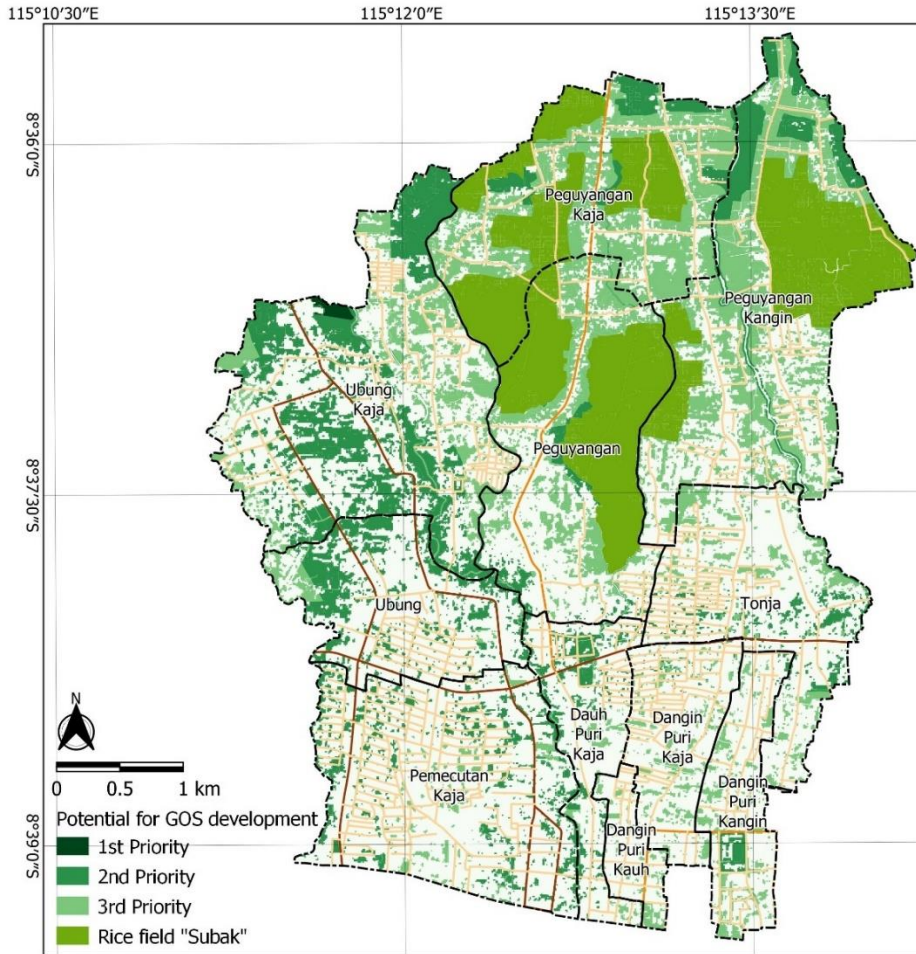 115°10'30"E
115°12'0"E
115°13'30"E
8°36'0"S
8°37'30"S
8°39'0"S
Peguyangan
Kaja
Peguyangan
Kangin
Ubung
Kaja
Peguyangan
Ubung
Tonja
Dauh
Puri
Kaja
Dangin
Puri
Kaja
Pemecutan
Kaja
Dangin
Puri
Kangin
Dangin
Puri
Kauh
N
0 0.5 1 km
Potential for GOS development
1st Priority
2nd Priority
3rd Priority
Rice field "Subak"